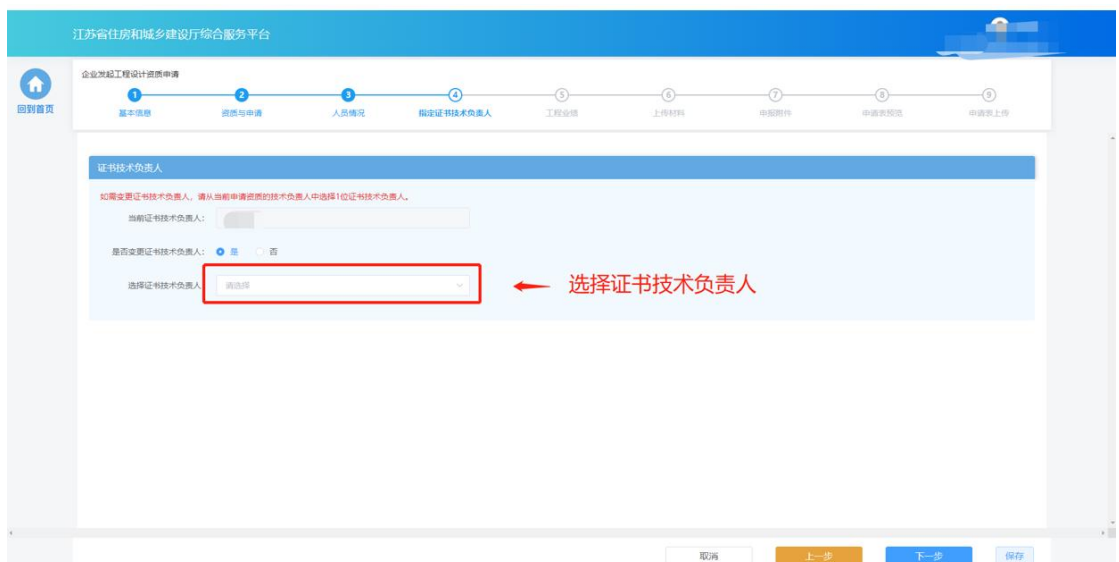 江苏省住房和城乡建设厅综合服务平台
回到首页
企业发起工程设计资质申请
1 2 3 4 5 6 7 8 9
基本信息 资质与申请 人员情况 指定证书技术负责人 工程业绩 上传材料 申报附件 申请表预览 申请表上传
证书技术负责人
如需变更证书技术负责人，请从当前申请资质的技术负责人中选择1位证书技术负责人。
当前证书技术负责人：
是否变更证书技术负责人： 是 否
选择证书技术负责人 请选择
选择证书技术负责人
取消 上一步 下一步 保存